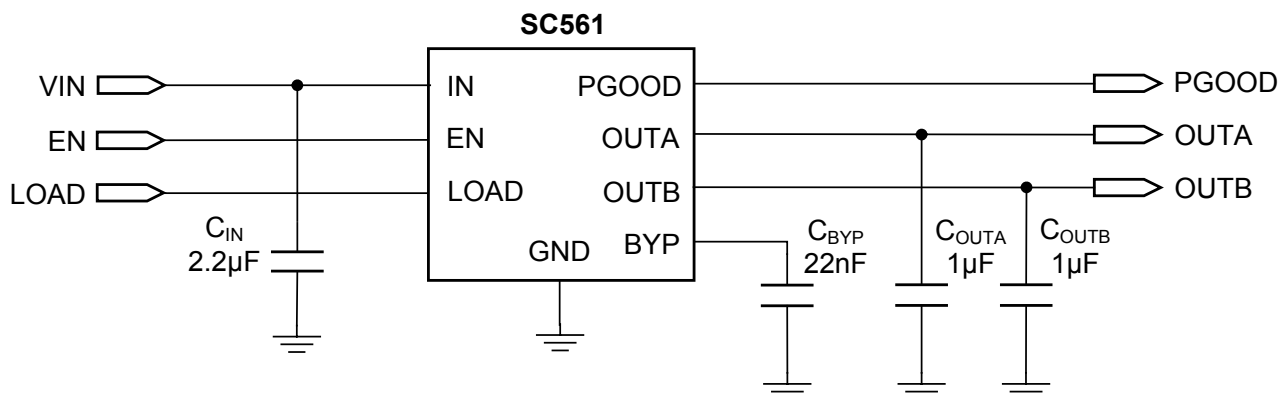 SC561
VIN
IN
PGOOD
PGOOD
EN
EN
OUTA
OUTA
LOAD
LOAD
OUTB
OUTB
GND
BYP
CIN
2.2µF
CBYP
22nF
COUTA
1µF
COUTB
1µF